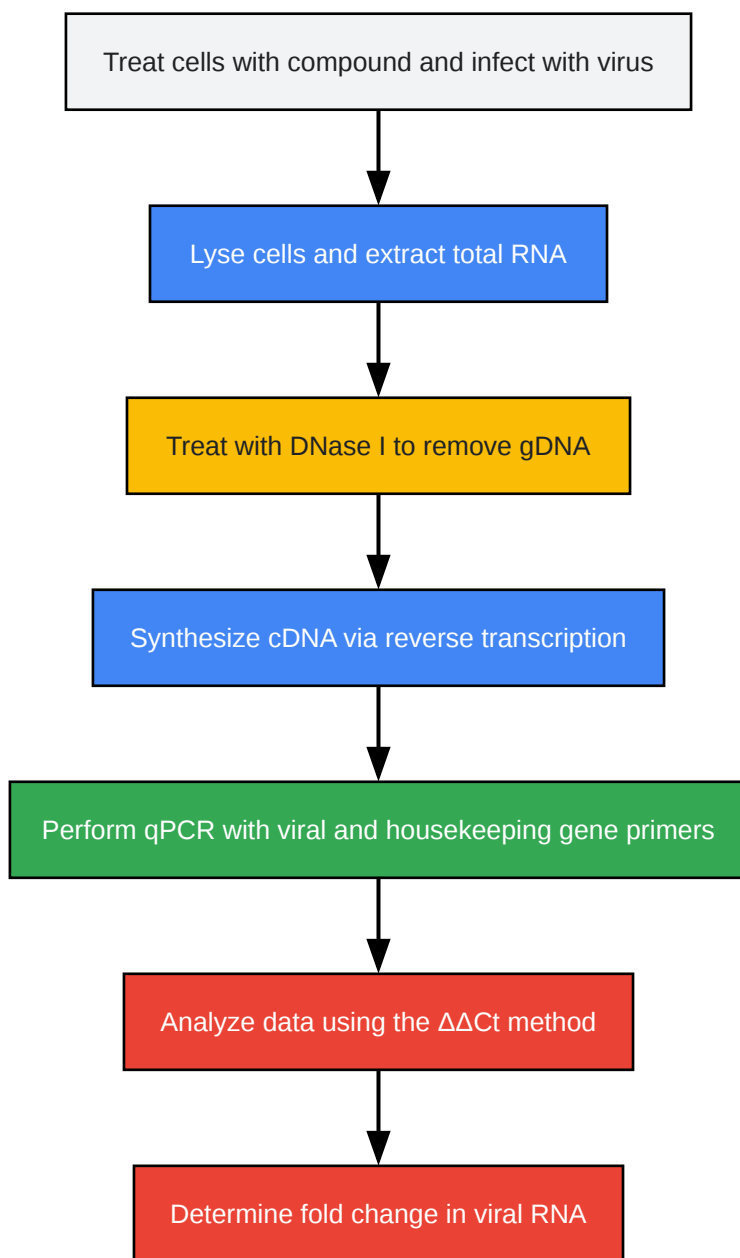 Treat cells with compound and infect with virus
Lyse cells and extract total RNA
Treat with DNase I to remove gDNA
Synthesize cDNA via reverse transcription
Perform qPCR with viral and housekeeping gene primers
Analyze data using the ΔΔCt method
Determine fold change in viral RNA